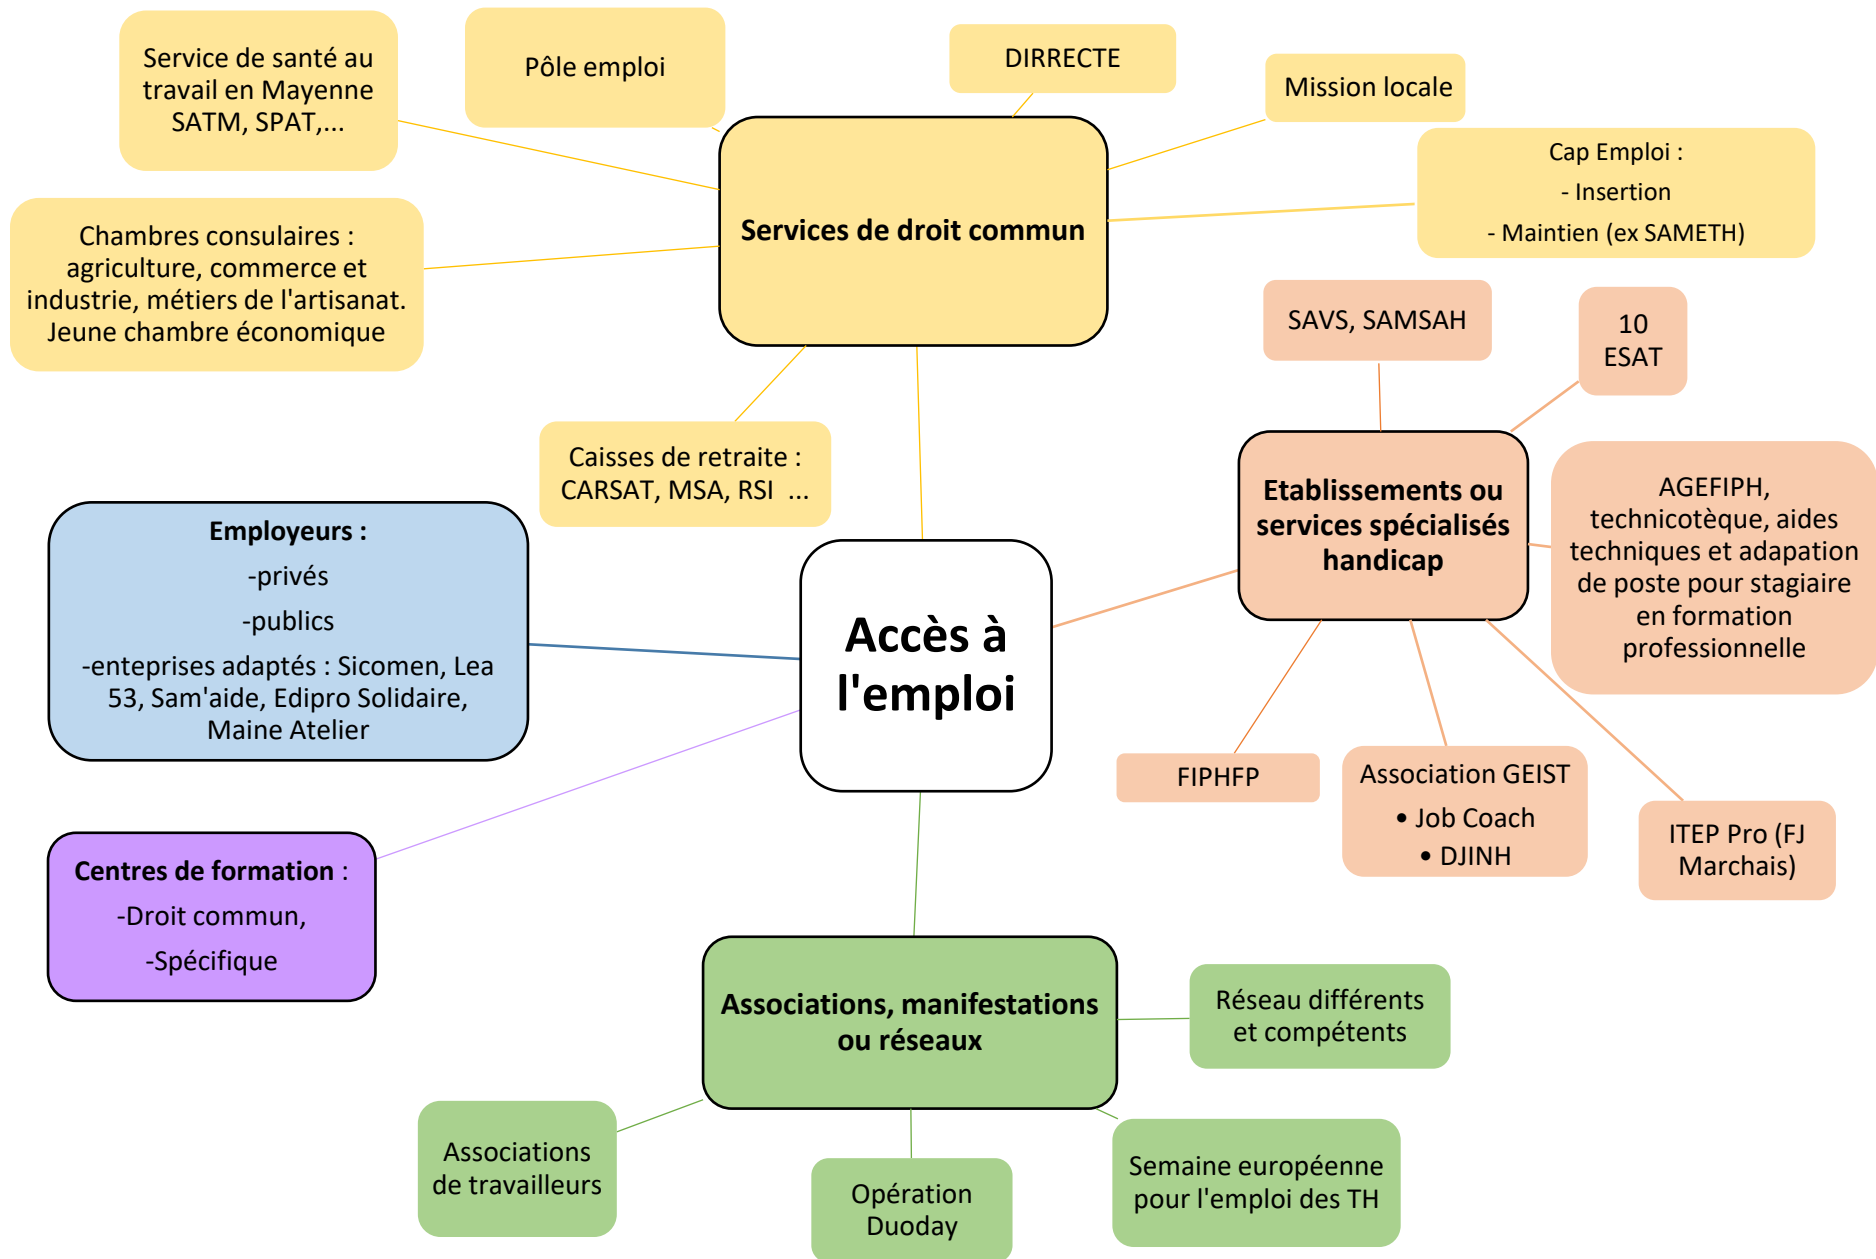 Service de santé au
travail en Mayenne
SATM, SPAT,...
Pôle emploi
DIRRECTE
Mission locale
Cap Emploi :
- Insertion
- Maintien (ex SAMETH)
Services de droit commun
Chambres consulaires :
agriculture, commerce et
industrie, métiers de l'artisanat.
Jeune chambre économique
Caisses de retraite :
CARSAT, MSA, RSI ...
SAVS, SAMSAH
10
ESAT
Etablissements ou
services spécialisés
handicap
AGEFIPH,
technicotèque, aides
techniques et adapation
de poste pour stagiaire
en formation
professionnelle
Employeurs :
-privés
-publics
-enteprises adaptés : Sicomen, Lea
53, Sam'aide, Edipro Solidaire,
Maine Atelier
Accès à
l'emploi
FIPHFP
Association GEIST
• Job Coach
• DJINH
ITEP Pro (FJ
Marchais)
Centres de formation :
-Droit commun,
-Spécifique
Associations, manifestations
ou réseaux
Réseau différents
et compétents
Associations
de travailleurs
Opération
Duoday
Semaine européenne
pour l'emploi des TH